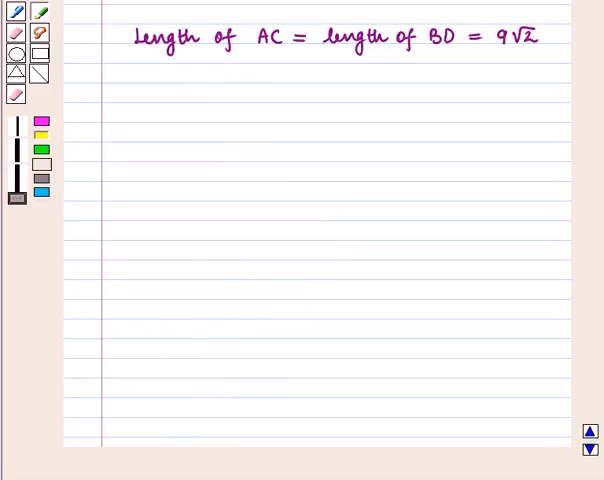 Length of AC = length of BD = 9√2